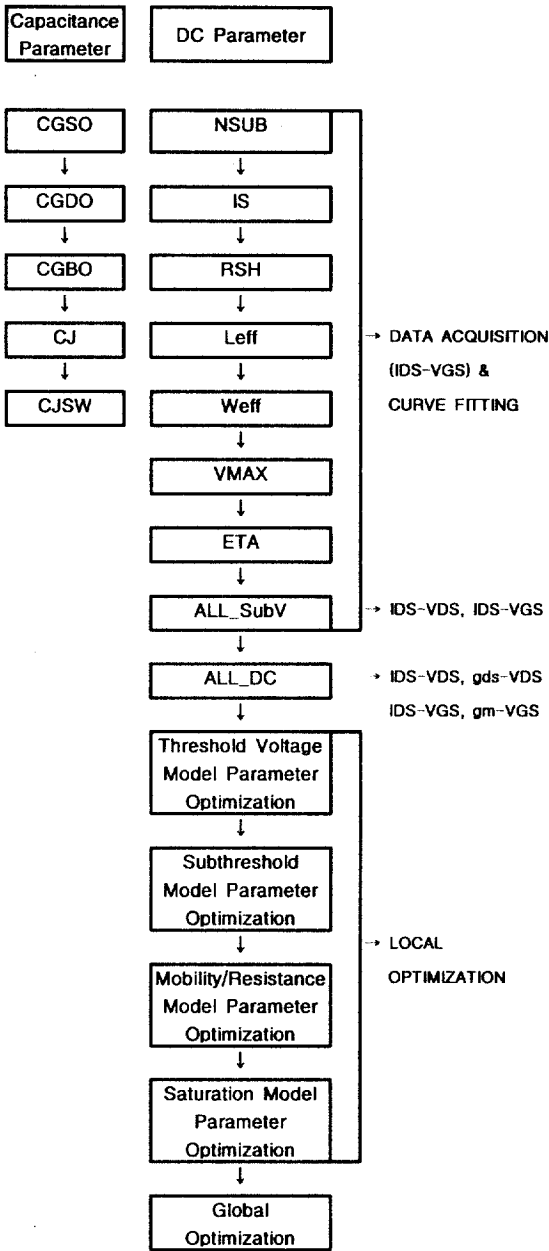 Capacitance
Parameter
DC Parameter
CGSO
↓
CGDO
↓
CGBO
↓
CJ
↓
CJSW
NSUB
↓
IS
↓
RSH
↓
Leff
↓
Weff
↓
VMAX
↓
ETA
↓
ALL_SubV
↓
ALL_DC
↓
Threshold Voltage
Model Parameter
Optimization
↓
Subthreshold
Model Parameter
Optimization
↓
Mobility/Resistance
Model Parameter
Optimization
↓
Saturation Model
Parameter
Optimization
↓
Global
Optimization
→ DATA ACQUISITION
(IDS-VGS) &
CURVE FITTING
→ IDS-VDS, IDS-VGS
→ IDS-VDS, gds-VDS
IDS-VGS, gm-VGS
→ LOCAL
OPTIMIZATION